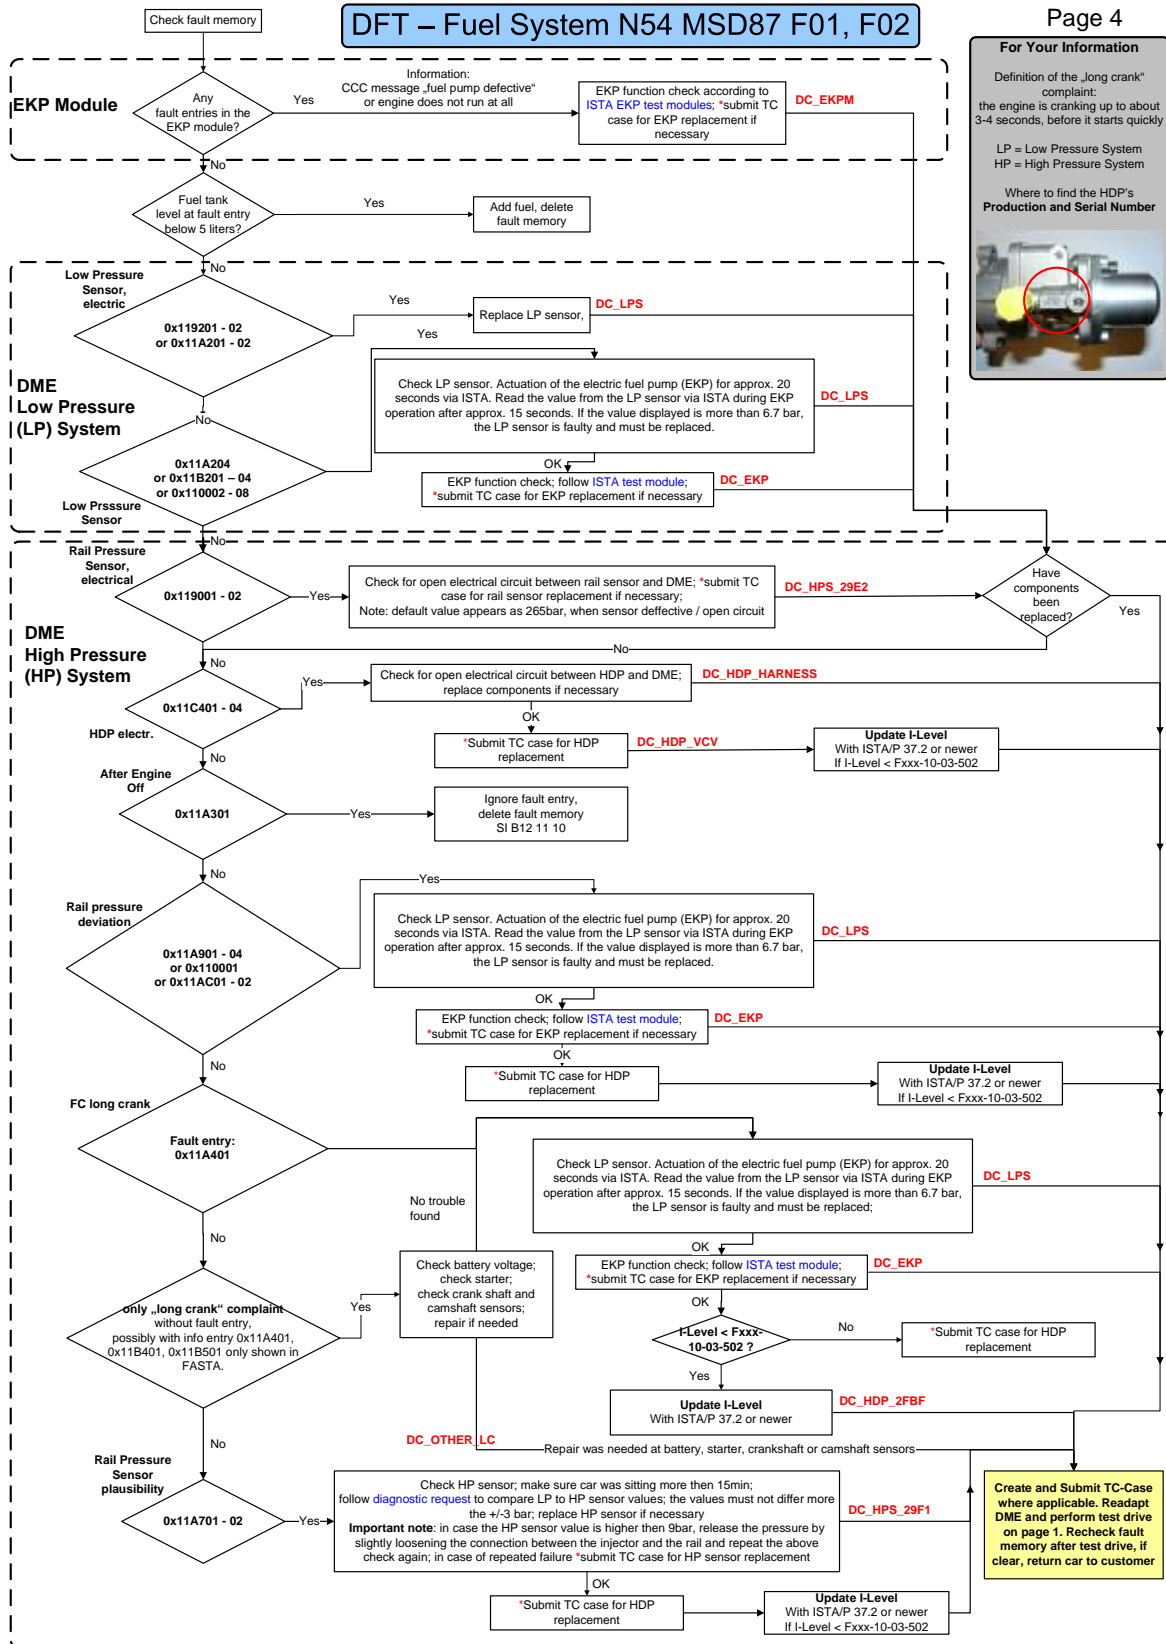 Check fault memory
DFT – Fuel System N54 MSD87 F01, F02
Page 4
For Your Information
Definition of the „long crank“
complaint:
the engine is cranking up to about
3-4 seconds, before it starts quickly
LP = Low Pressure System
HP = High Pressure System
Where to find the HDP's
Production and Serial Number
EKP Module
Any
fault entries in the
EKP module?
Yes
Information:
CCC message „fuel pump defective“
or engine does not run at all
EKP function check according to
ISTA EKP test modules; *submit TC
case for EKP replacement if
necessary
DC_EKPM
No
Fuel tank
level at fault entry
below 5 liters?
Yes
Add fuel, delete
fault memory
No
Low Pressure
Sensor,
electric
0x119201 - 02
or 0x11A201 - 02
Yes
Replace LP sensor,
DC_LPS
Yes
DME
Low Pressure
(LP) System
Check LP sensor. Actuation of the electric fuel pump (EKP) for approx. 20
seconds via ISTA. Read the value from the LP sensor via ISTA during EKP
operation after approx. 15 seconds. If the value displayed is more than 6.7 bar,
the LP sensor is faulty and must be replaced.
DC_LPS
No
0x11A204
or 0x11B201 – 04
or 0x110002 - 08
Low Prsssure
Sensor
OK
EKP function check; follow ISTA test module;
*submit TC case for EKP replacement if necessary
DC_EKP
No
Rail Pressure
Sensor,
electrical
0x119001 - 02
Yes
Check for open electrical circuit between rail sensor and DME; *submit TC
case for rail sensor replacement if necessary;
Note: default value appears as 265bar, when sensor deffective / open circuit
DC_HPS_29E2
Have
components
been
replaced?
Yes
No
DME
High Pressure
(HP) System
No
0x11C401 - 04
HDP electr.
Yes
Check for open electrical circuit between HDP and DME;
replace components if necessary
DC_HDP_HARNESS
OK
*Submit TC case for HDP
replacement
DC_HDP_VCV
Update I-Level
With ISTA/P 37.2 or newer
If I-Level < Fxxx-10-03-502
No
After Engine
Off
0x11A301
Yes
Ignore fault entry,
delete fault memory
SI B12 11 10
No
Rail pressure
deviation
0x11A901 - 04
or 0x110001
or 0x11AC01 - 02
Yes
Check LP sensor. Actuation of the electric fuel pump (EKP) for approx. 20
seconds via ISTA. Read the value from the LP sensor via ISTA during EKP
operation after approx. 15 seconds. If the value displayed is more than 6.7 bar,
the LP sensor is faulty and must be replaced.
DC_LPS
OK
EKP function check; follow ISTA test module;
*submit TC case for EKP replacement if necessary
DC_EKP
OK
*Submit TC case for HDP
replacement
Update I-Level
With ISTA/P 37.2 or newer
If I-Level < Fxxx-10-03-502
No
FC long crank
Fault entry:
0x11A401
Check LP sensor. Actuation of the electric fuel pump (EKP) for approx. 20
seconds via ISTA. Read the value from the LP sensor via ISTA during EKP
operation after approx. 15 seconds. If the value displayed is more than 6.7 bar,
the LP sensor is faulty and must be replaced;
DC_LPS
No trouble
found
No
OK
EKP function check; follow ISTA test module;
*submit TC case for EKP replacement if necessary
DC_EKP
Check battery voltage;
check starter;
check crank shaft and
camshaft sensors;
repair if needed
OK
only „long crank“ complaint
without fault entry,
possibly with info entry 0x11A401,
0x11B401, 0x11B501 only shown in
FASTA.
Yes
I-Level < Fxxx-
10-03-502 ?
No
*Submit TC case for HDP
replacement
Yes
Update I-Level
With ISTA/P 37.2 or newer
DC_HDP_2FBF
No
DC_OTHER_LC
Repair was needed at battery, starter, crankshaft or camshaft sensors
Rail Pressure
Sensor
plausibility
0x11A701 - 02
Yes
Check HP sensor; make sure car was sitting more then 15min;
follow diagnostic request to compare LP to HP sensor values; the values must not differ more
the +/-3 bar; replace HP sensor if necessary
Important note: in case the HP sensor value is higher then 9bar, release the pressure by
slightly loosening the connection between the injector and the rail and repeat the above
check again; in case of repeated failure *submit TC case for HP sensor replacement
DC_HPS_29F1
Create and Submit TC-Case
where applicable. Readapt
DME and perform test drive
on page 1. Recheck fault
memory after test drive, if
clear, return car to customer
OK
*Submit TC case for HDP
replacement
Update I-Level
With ISTA/P 37.2 or newer
If I-Level < Fxxx-10-03-502